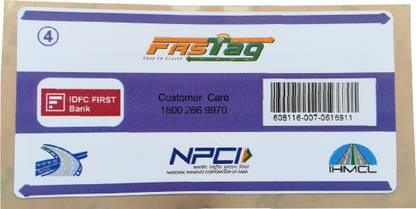 4
FASTag
IDFC FIRST
Bank
Customer Care
1800 266 9970
608116-007-0615911
NPCI
NATIONAL PAYMENTS CORPORATION OF INDIA
IHMCL